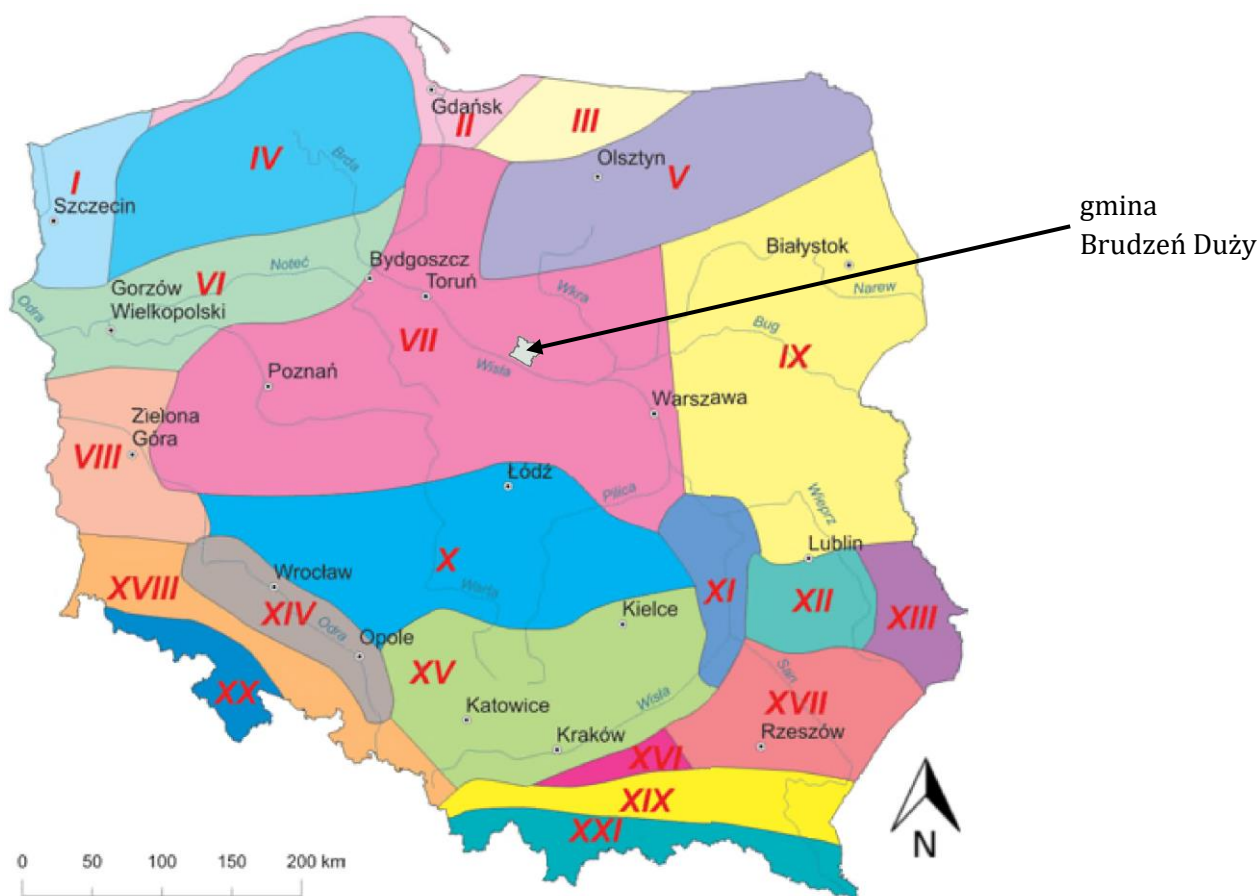 Gdańsk
II
III
IV
Brda
Olsztyn
V
I
Szczecin
gmina
Brudzeń Duży
Bydgoszcz
Toruń
Białystok
Narew
Noteć
VI
Gorzów
Wielkopolski
Odra
Wkra
Bug
VII
Wisła
IX
Poznań
Warszawa
Zielona
Góra
VIII
Łódź
Pilica
Wieprz
Lublin
X
Warta
XI
XII
XIII
XVIII
Wrocław
XIV
Odra
Opole
Kielce
XV
San
XVII
XX
Katowice
Wisła
Kraków
Rzeszów
XVI
XIX
XXI
N
0 50 100 150 200 km